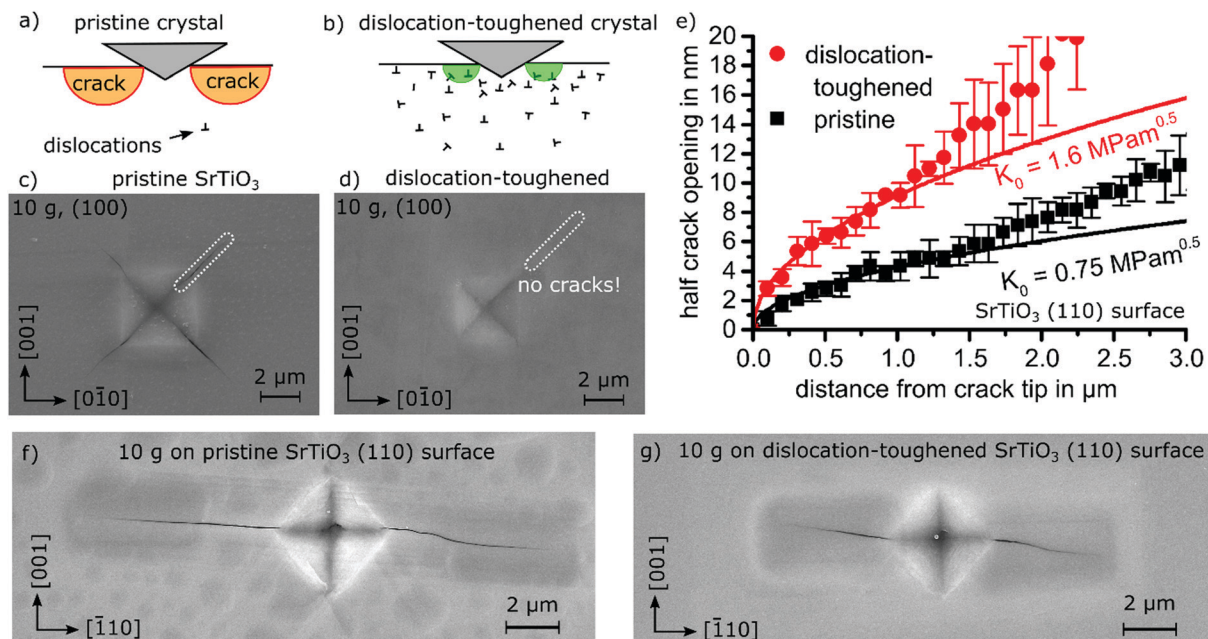 a) pristine crystal
crack crack
dislocations
b) dislocation-toughened crystal
c) pristine SrTiO₃
10 g, (100)
[001]
[01̄0]
2 μm
d) dislocation-toughened
10 g, (100)
no cracks!
[001]
[01̄0]
2 μm
e)
half crack opening in nm
20
18
16
14
12
10
8
6
4
2
0
dislocation-
toughened
pristine
K₀ = 1.6 MPam⁰·⁵
K₀ = 0.75 MPam⁰·⁵
SrTiO₃ (110) surface
0.0 0.5 1.0 1.5 2.0 2.5 3.0
distance from crack tip in μm
f) 10 g on pristine SrTiO₃ (110) surface
[001]
[1̄10]
2 μm
g) 10 g on dislocation-toughened SrTiO₃ (110) surface
[001]
[1̄10]
2 μm